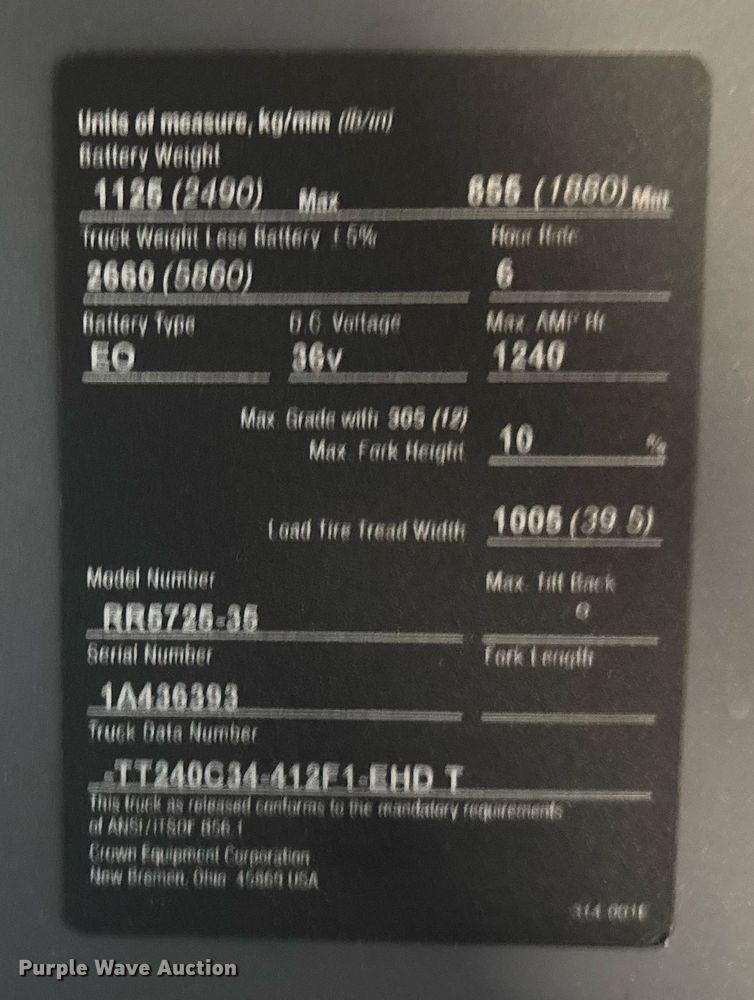 Units of measure, kg/mm (lb/in)
Battery Weight
1125 (2490) Max 855 (1880) Min
Truck Weight Less Battery ± 5% Hour Rate
2660 (5860) 6
Battery Type D.C. Voltage Max. AMP Hr
EO 36v 1240
Max. Grade with 305 (12)
Max. Fork Height 10 %
Load Tire Tread Width 1005 (39.5)
Model Number Max. Tilt Back
RR5725-35 °
Serial Number Fork Length
1A436393
Truck Data Number
-TT240C34-412F1-EHD T
This truck as released conforms to the mandatory requirements
of ANSI/ITSDF B56.1
Crown Equipment Corporation
New Bremen, Ohio 45869 USA
Purple Wave Auction